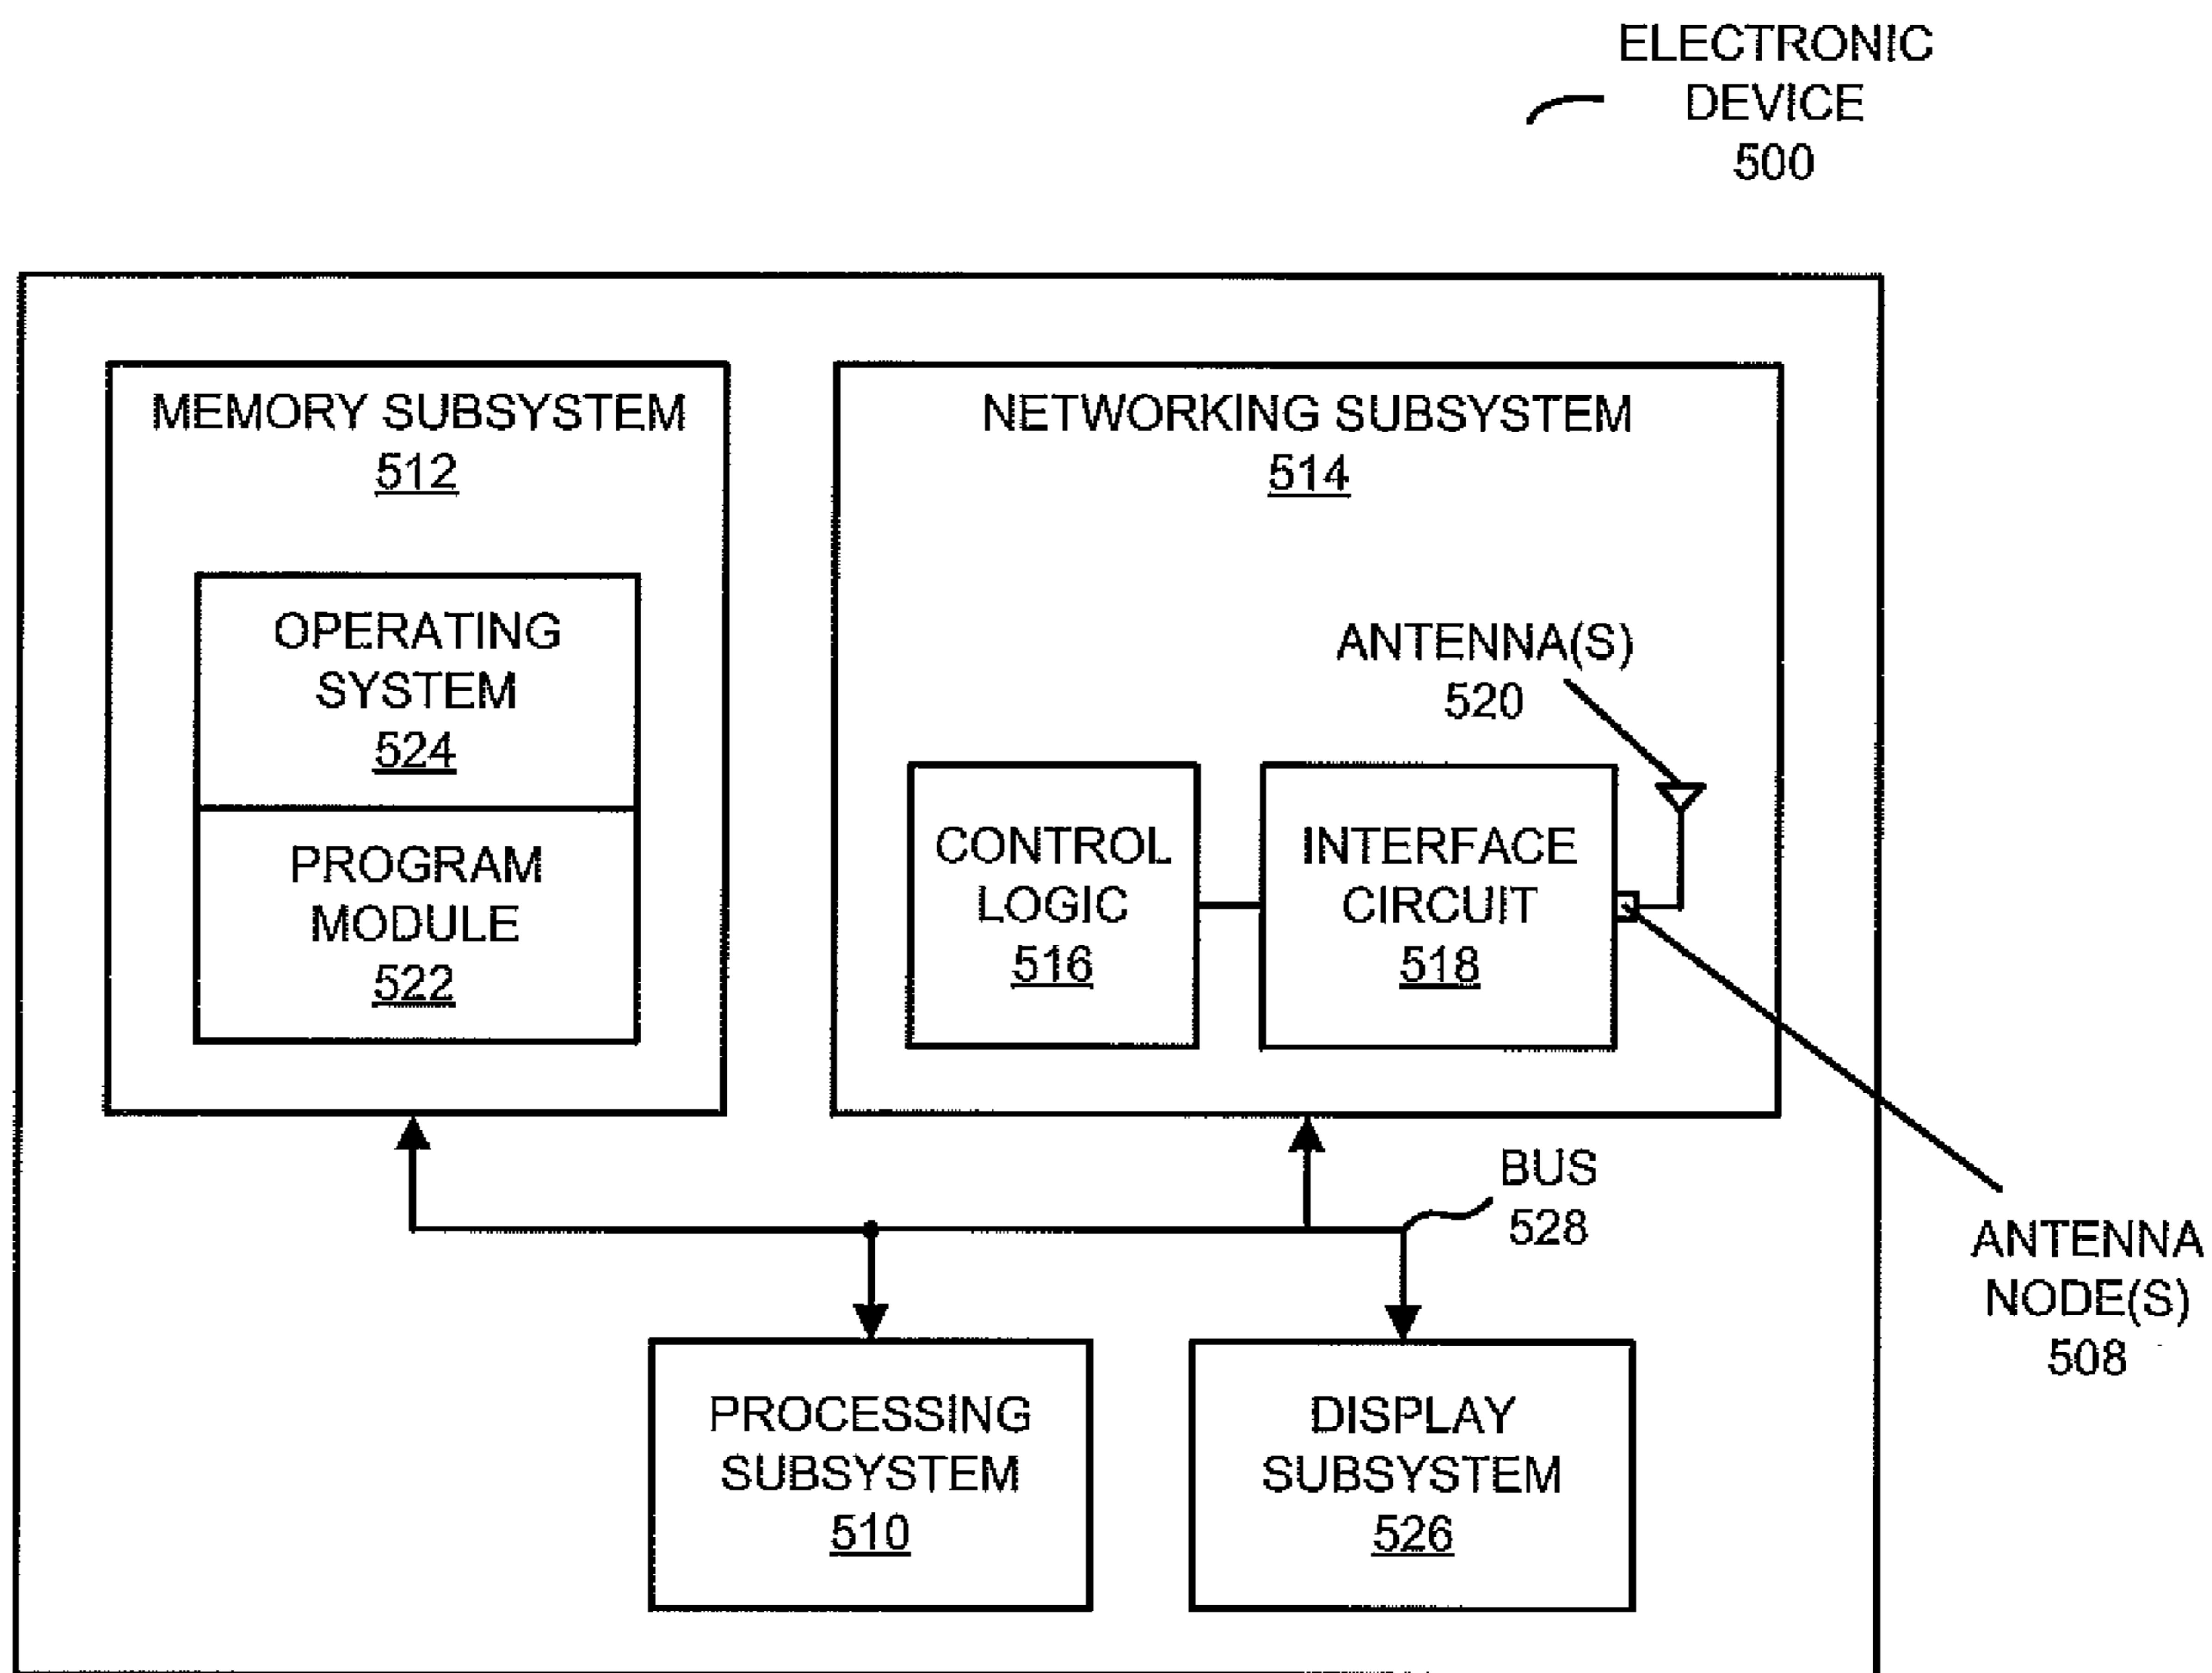 ELECTRONIC
DEVICE
500
MEMORY SUBSYSTEM
512
OPERATING
SYSTEM
524
PROGRAM
MODULE
522
NETWORKING SUBSYSTEM
514
ANTENNA(S)
520
CONTROL
LOGIC
516
INTERFACE
CIRCUIT
518
BUS
528
ANTENNA
NODE(S)
508
PROCESSING
SUBSYSTEM
510
DISPLAY
SUBSYSTEM
526